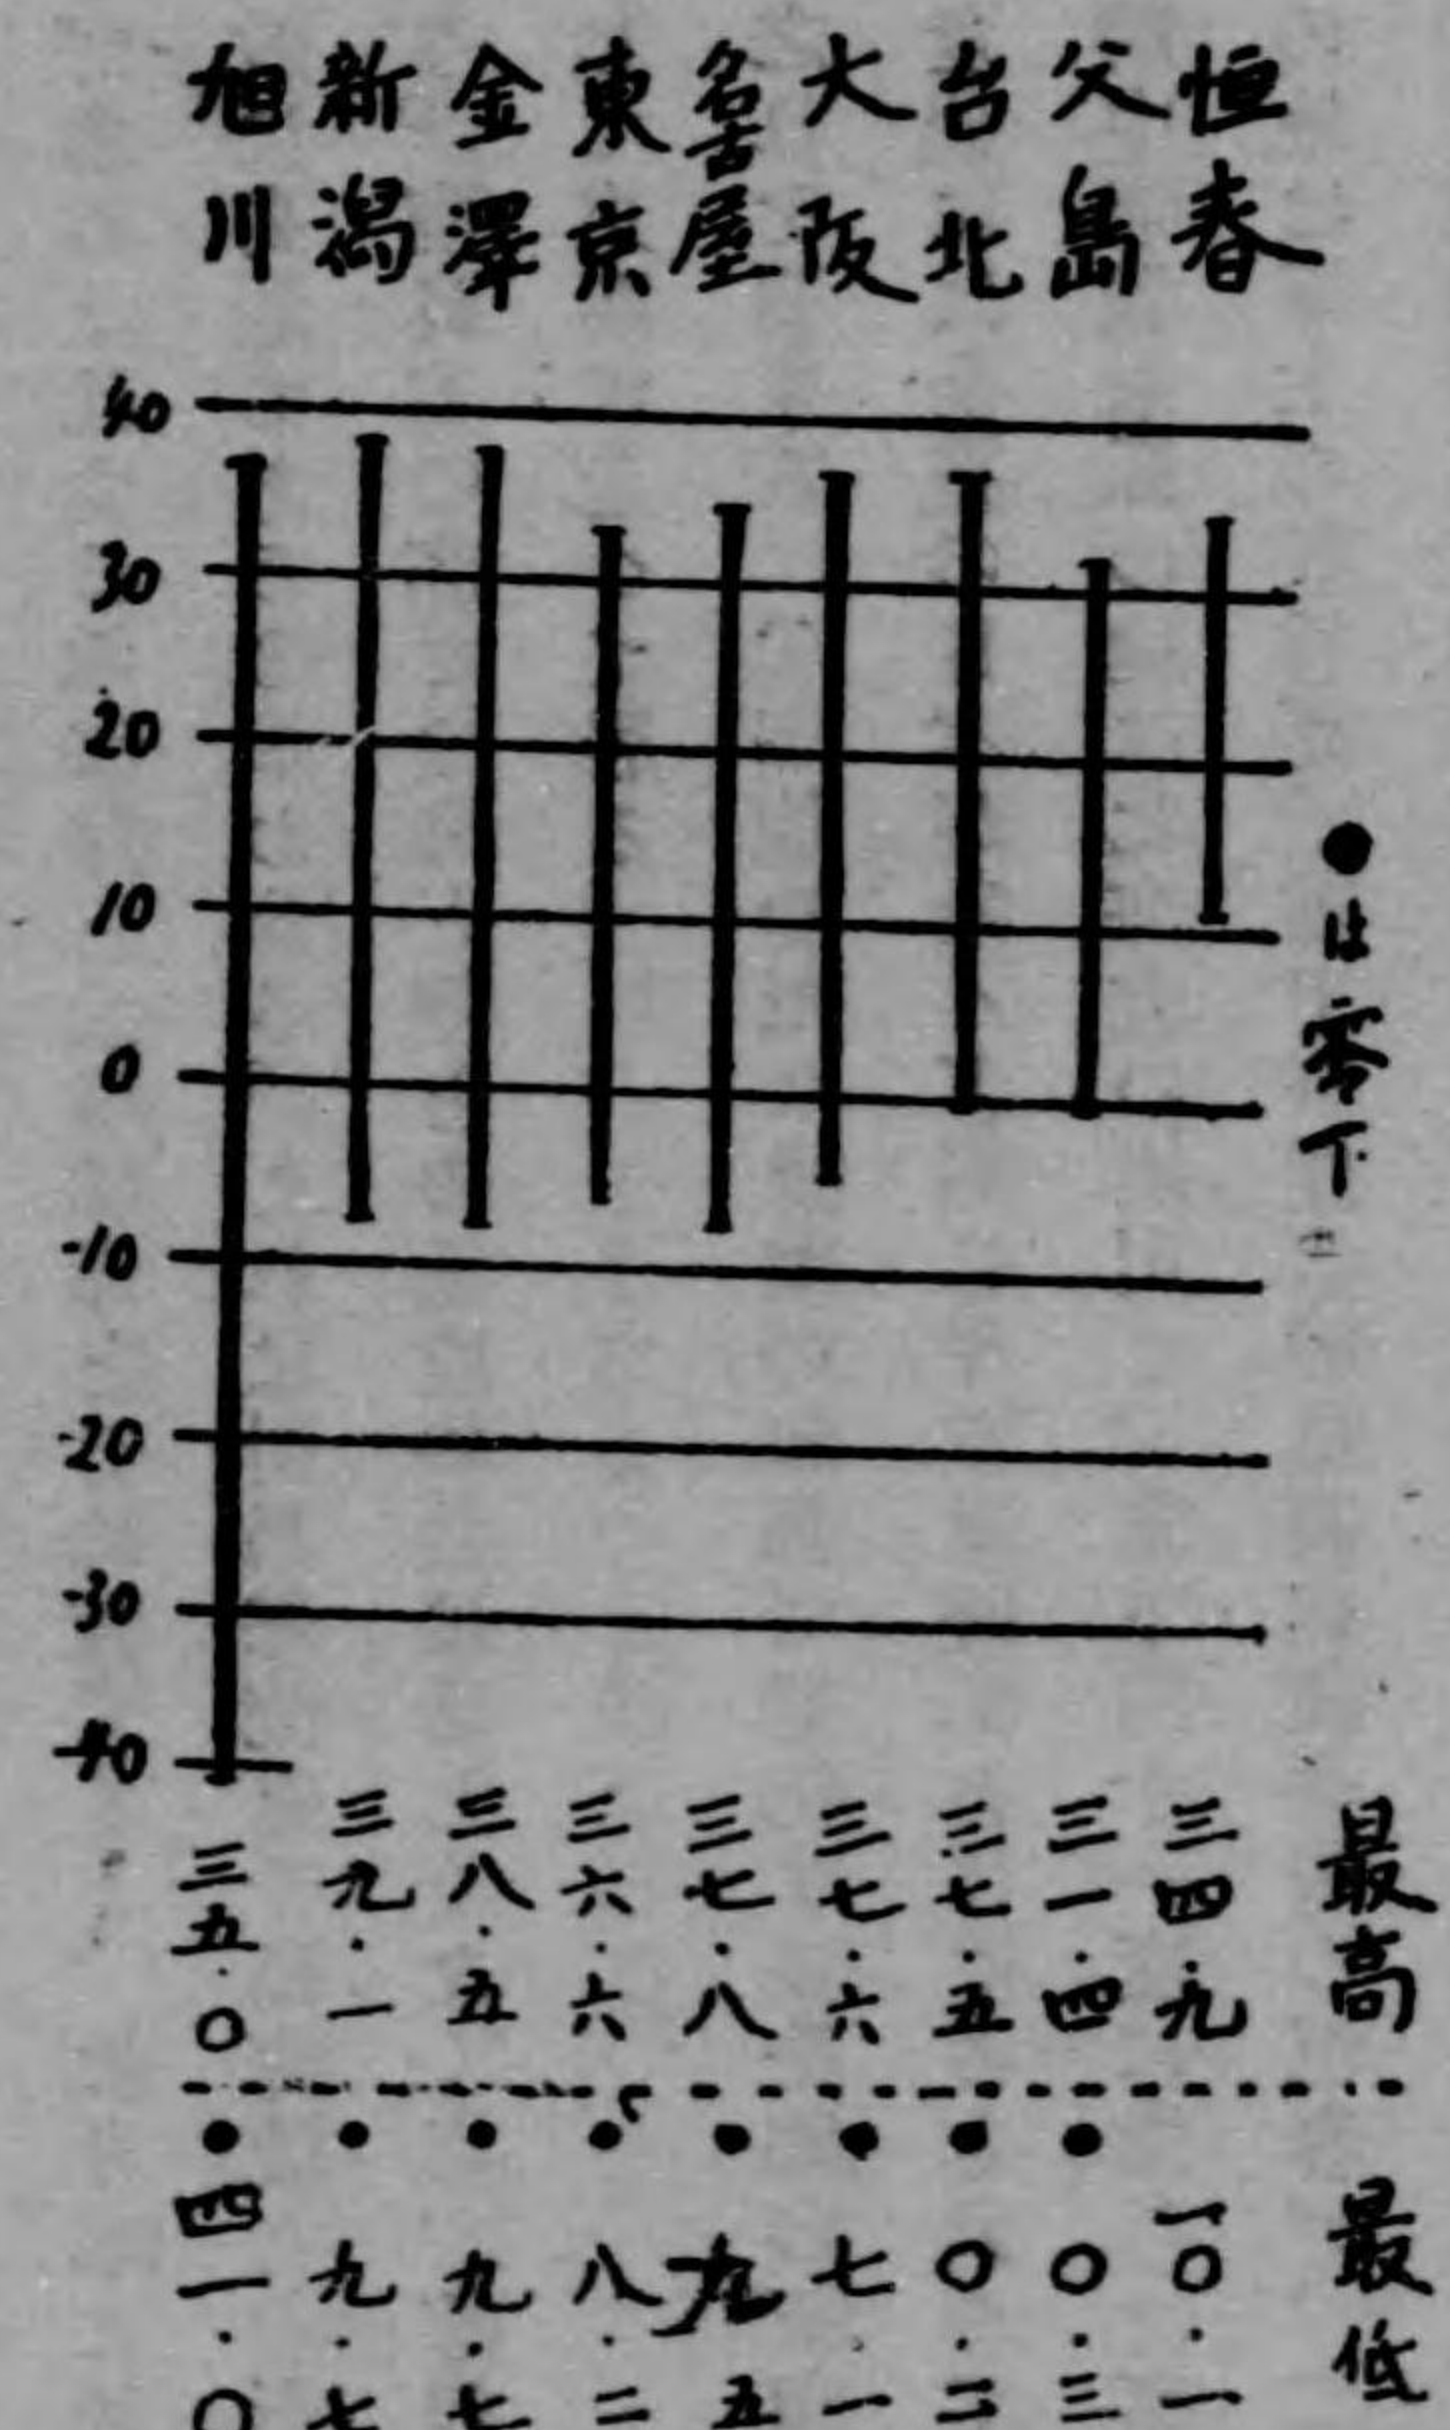 恒春
父島
台北
大阪
名古屋
東京
金澤
新潟
旭川
40
30
20
10
0
-10
-20
-30
-40
●は零下
最高
三四・九
三一・四
三七・五
三七・六
三七・八
三六・六
三八・五
三九・一
三五・〇
最低
一〇・一
●〇・三
●〇・二
●七・一
●九五
●八・二
●九・七
●九・七
●四一・〇